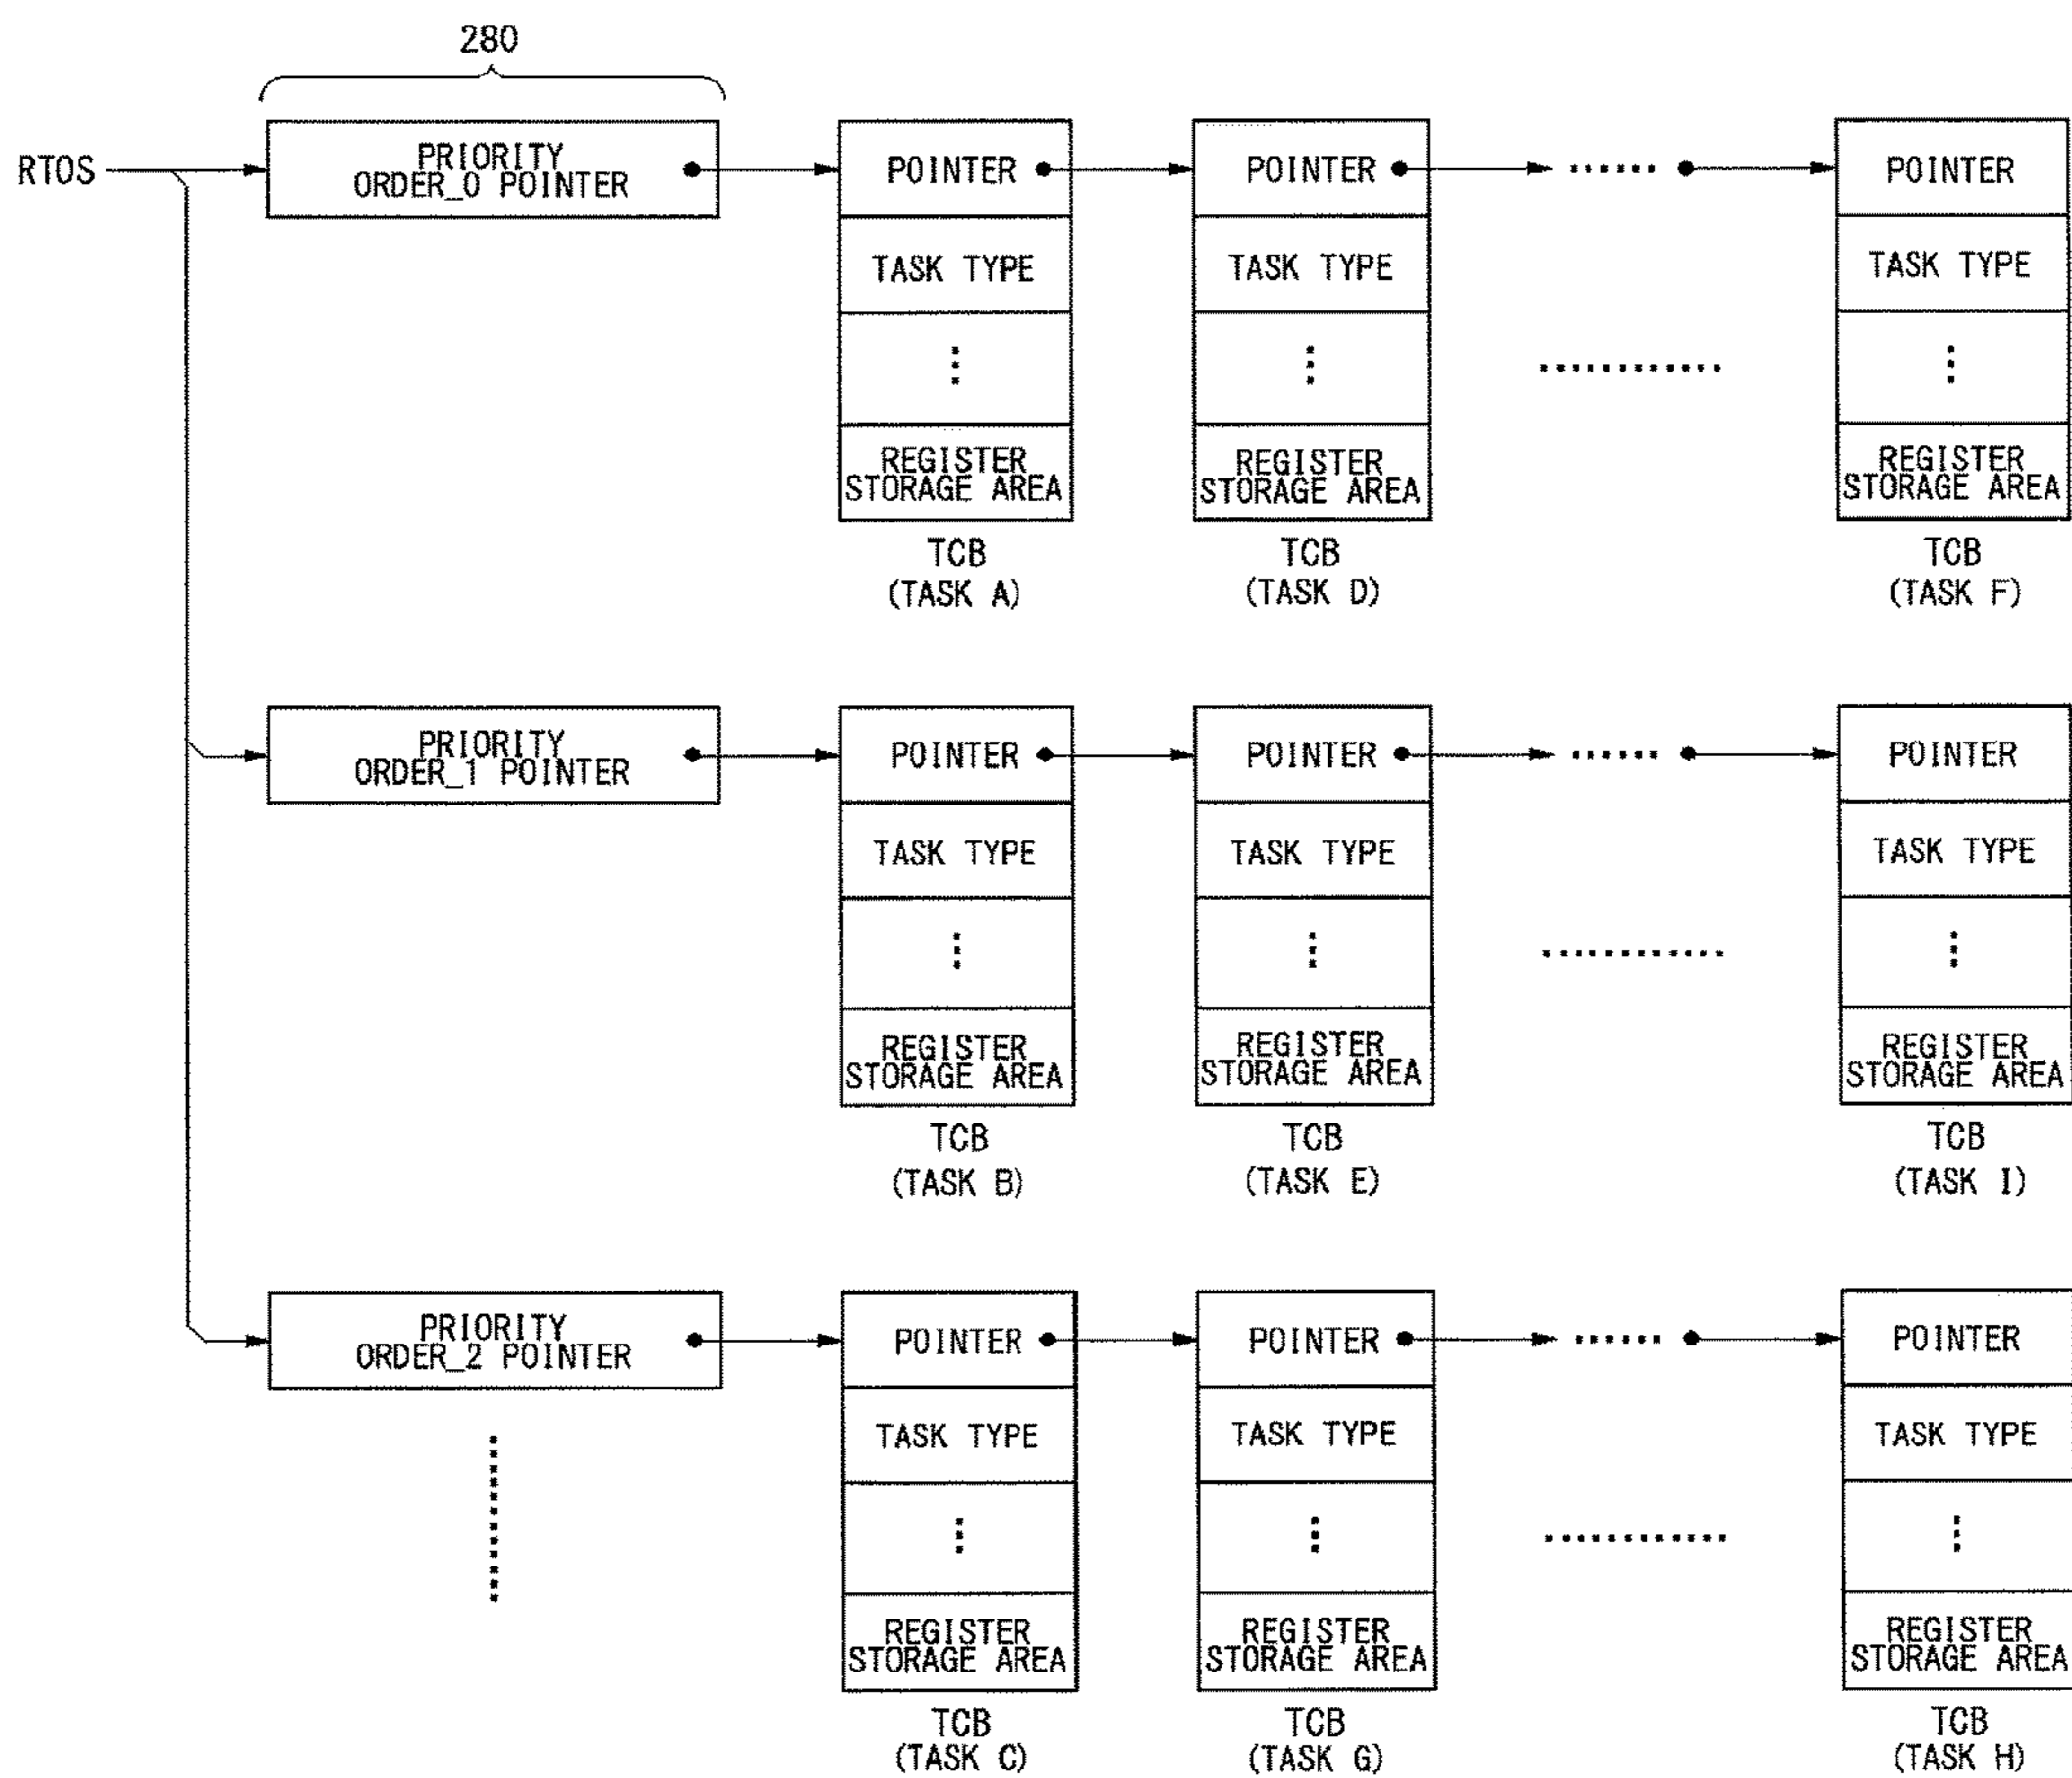 280
RTOS
PRIORITY
ORDER_0 POINTER
POINTER
POINTER
POINTER
TASK TYPE
TASK TYPE
TASK TYPE
REGISTER
STORAGE AREA
REGISTER
STORAGE AREA
REGISTER
STORAGE AREA
TCB
(TASK A)
TCB
(TASK D)
TCB
(TASK F)
PRIORITY
ORDER_1 POINTER
POINTER
POINTER
POINTER
TASK TYPE
TASK TYPE
TASK TYPE
REGISTER
STORAGE AREA
REGISTER
STORAGE AREA
REGISTER
STORAGE AREA
TCB
(TASK B)
TCB
(TASK E)
TCB
(TASK I)
PRIORITY
ORDER_2 POINTER
POINTER
POINTER
POINTER
TASK TYPE
TASK TYPE
TASK TYPE
REGISTER
STORAGE AREA
REGISTER
STORAGE AREA
REGISTER
STORAGE AREA
TCB
(TASK C)
TCB
(TASK G)
TCB
(TASK H)